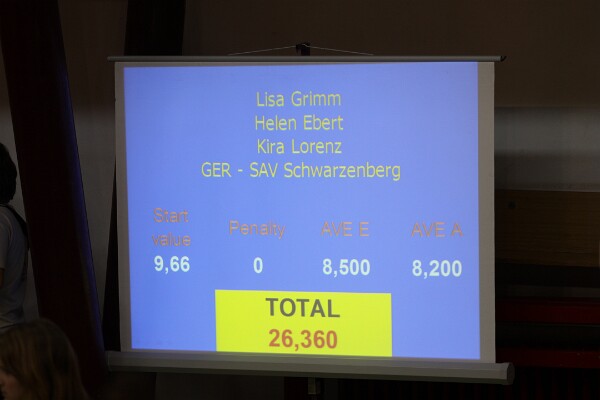 Lisa Grimm
Helen Ebert
Kira Lorenz
GER - SAV Schwarzenberg
Start value Penalty AVE E AVE A
9,66 0 8,500 8,200
TOTAL
26,360